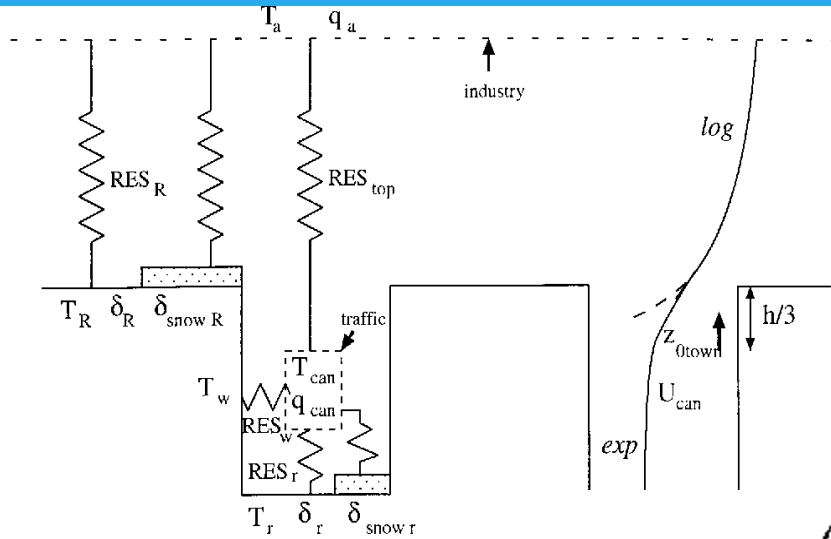 T_a q_a
industry
log
RES_R RES_top
T_R δ_R δ_snow R
traffic
h/3
z_0town
T_can
T_w q_can
U_can
RES_w
exp
RES_r
T_r δ_r δ_snow r